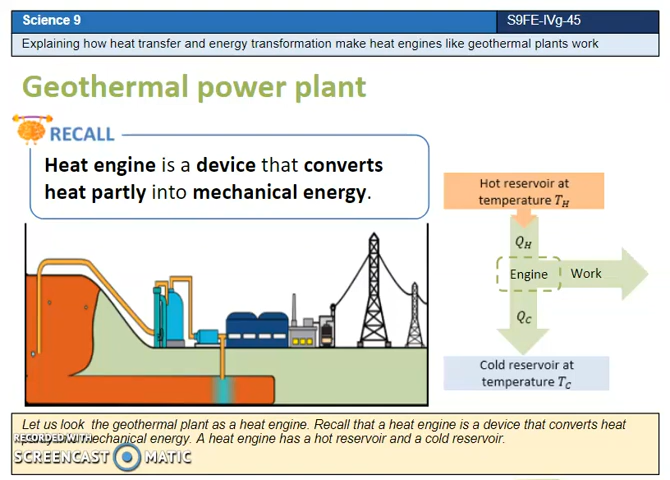 Science 9
S9FE-IVg-45
Explaining how heat transfer and energy transformation make heat engines like geothermal plants work
Geothermal power plant
RECALL
Heat engine is a device that converts
heat partly into mechanical energy.
Hot reservoir at
temperature T_H
Q_H
Engine
Work
Q_C
Cold reservoir at
temperature T_C
Let us look the geothermal plant as a heat engine. Recall that a heat engine is a device that converts heat
mechanical energy. A heat engine has a hot reservoir and a cold reservoir.
RECORDED WITH
SCREENCAST MATIC